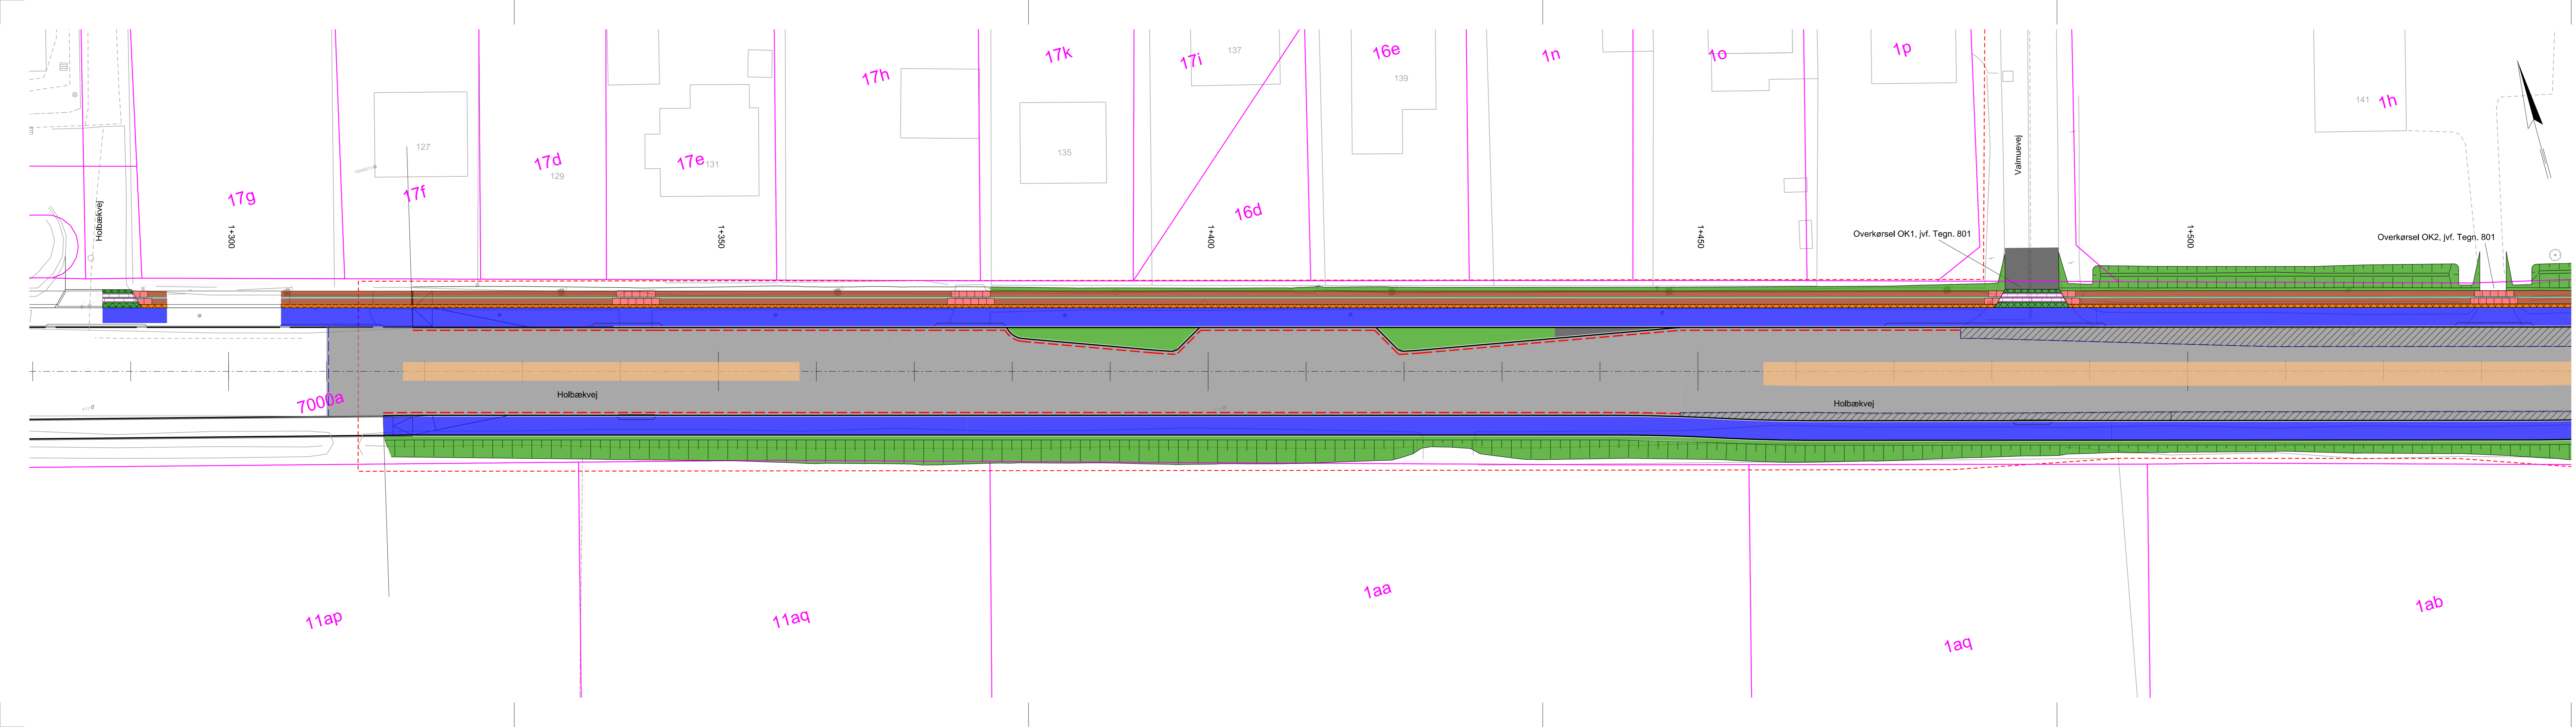 17k
17i
137
16e
139
1n
1o
1p
17h
127
17d
129
17e
131
135
141
1h
Valmuevej
17g
17f
16d
Holbækvej
1+300
1+350
1+400
1+450
1+500
Overkørsel OK1, jvf. Tegn. 801
Overkørsel OK2, jvf. Tegn. 801
7000a
Holbækvej
Holbækvej
11ap
11aq
1aa
1aq
1ab